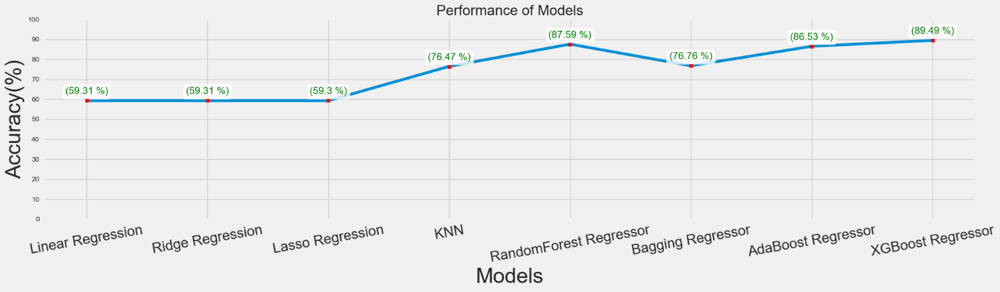 Performance of Models
Accuracy(%)
100
90
80
70
60
50
40
30
20
10
0
(59.31 %)
(59.31 %)
(59.3 %)
(76.47 %)
(87.59 %)
(76.76 %)
(86.53 %)
(89.49 %)
Linear Regression
Ridge Regression
Lasso Regression
KNN
RandomForest Regressor
Bagging Regressor
AdaBoost Regressor
XGBoost Regressor
Models